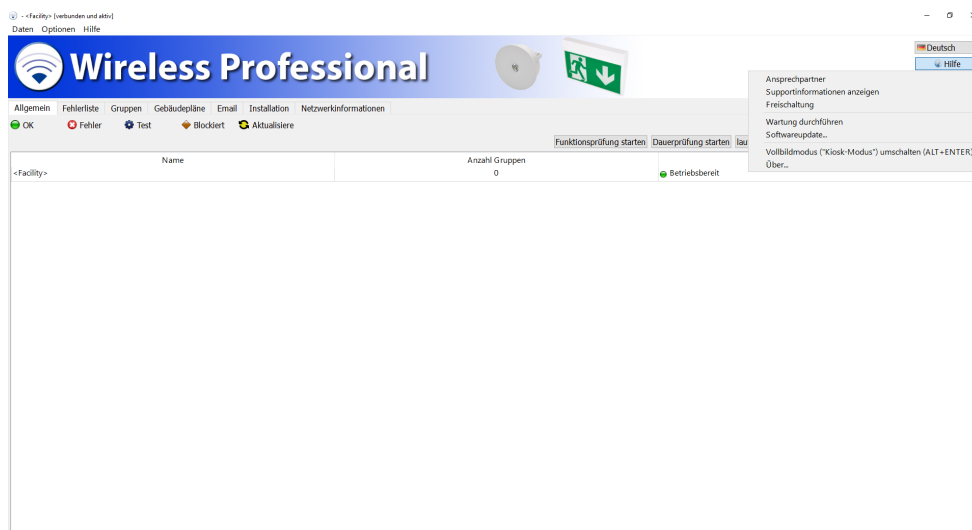 - <Facility> [verbunden und aktiv]
Daten Optionen Hilfe
Wireless Professional
Deutsch
Hilfe
Ansprechpartner
Supportinformationen anzeigen
Freischaltung
Wartung durchführen
Softwareupdate...
Vollbildmodus ("Kiosk-Modus") umschalten (ALT+ENTER)
Über...
Allgemein Fehlerliste Gruppen Gebäudepläne Email Installation Netzwerkinformationen
OK Fehler Test Blockiert Aktualisiere
Funktionsprüfung starten Dauerprüfung starten lau
Name Anzahl Gruppen
<Facility> 0 Betriebsbereit